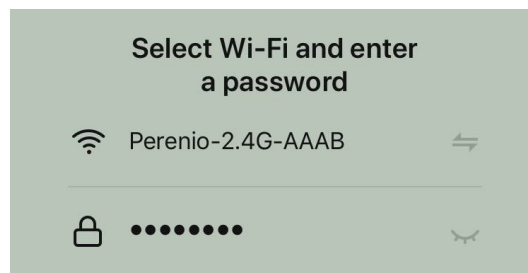 Select Wi-Fi and enter
a password
Perenio-2.4G-AAAB
••••••••